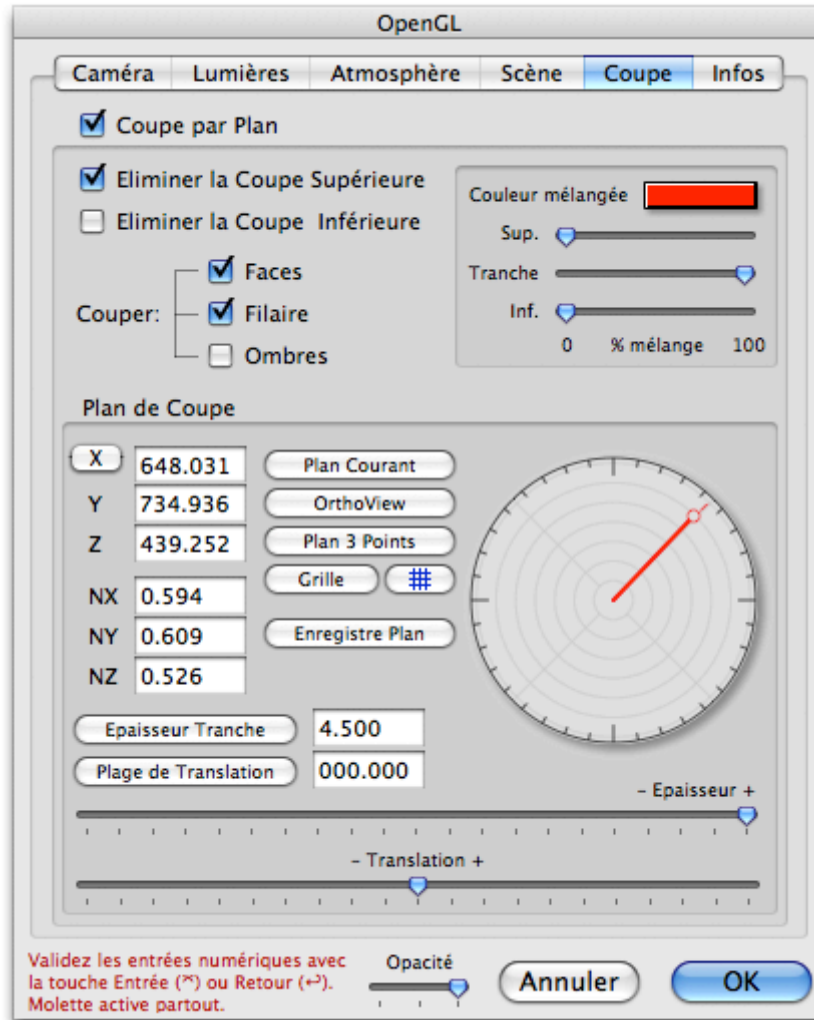 OpenGL
Caméra Lumières Atmosphère Scène Coupe Infos
Coupe par Plan
Eliminer la Coupe Supérieure
Eliminer la Coupe Inférieure
Couper:
Faces
Filaire
Ombres
Couleur mélangée
Sup.
Tranche
Inf.
0 % mélange 100
Plan de Coupe
X 648.031 Plan Courant
Y 734.936 OrthoView
Z 439.252 Plan 3 Points
Grille
NX 0.594
NY 0.609 Enregistre Plan
NZ 0.526
Epaisseur Tranche 4.500
Plage de Translation 000.000
- Epaisseur +
- Translation +
Validez les entrées numériques avec
la touche Entrée (⌤) ou Retour (↩).
Molette active partout.
Opacité
Annuler OK